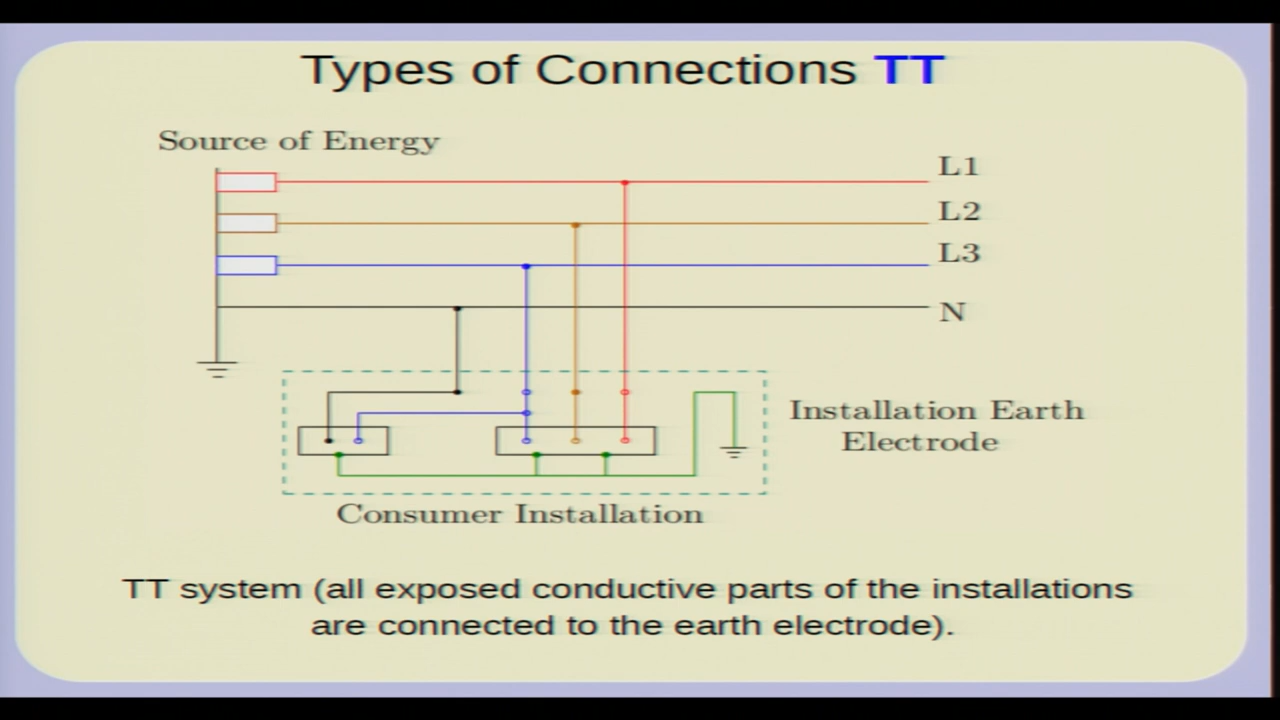 Types of Connections TT
Source of Energy
L1
L2
L3
N
Installation Earth
Electrode
Consumer Installation
TT system (all exposed conductive parts of the installations
are connected to the earth electrode).